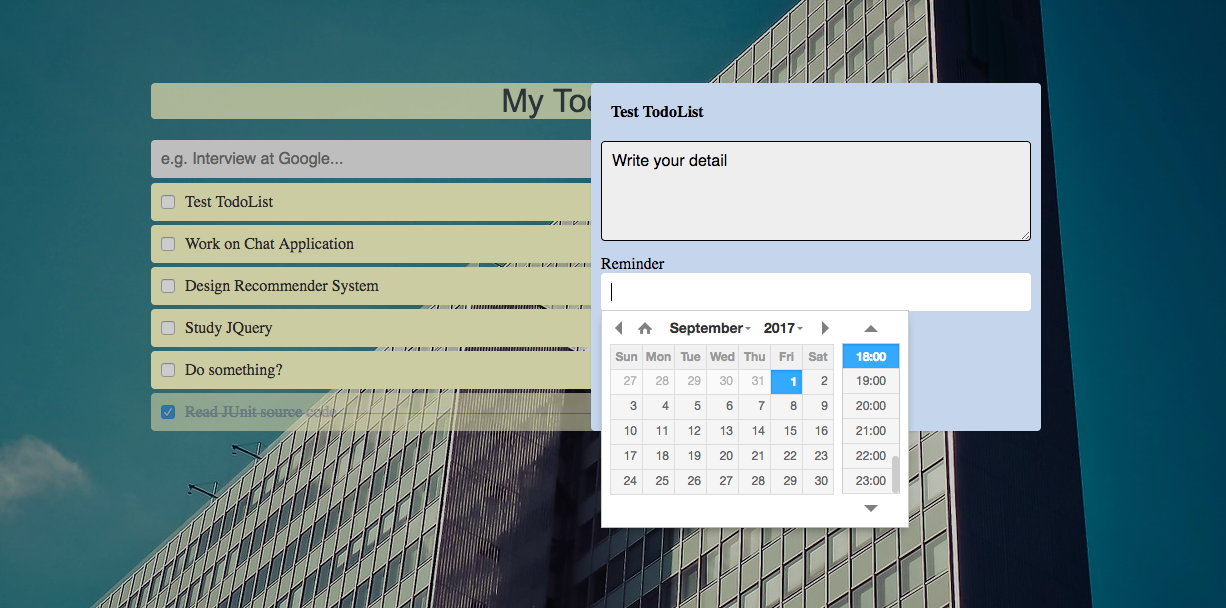 My Too
e.g. Interview at Google...
Test TodoList
Work on Chat Application
Design Recommender System
Study JQuery
Do something?
Read JUnit source code
Test TodoList
Write your detail
Reminder
September 2017
Sun Mon Tue Wed Thu Fri Sat
27 28 29 30 31 1 2
3 4 5 6 7 8 9
10 11 12 13 14 15 16
17 18 19 20 21 22 23
24 25 26 27 28 29 30
18:00
19:00
20:00
21:00
22:00
23:00